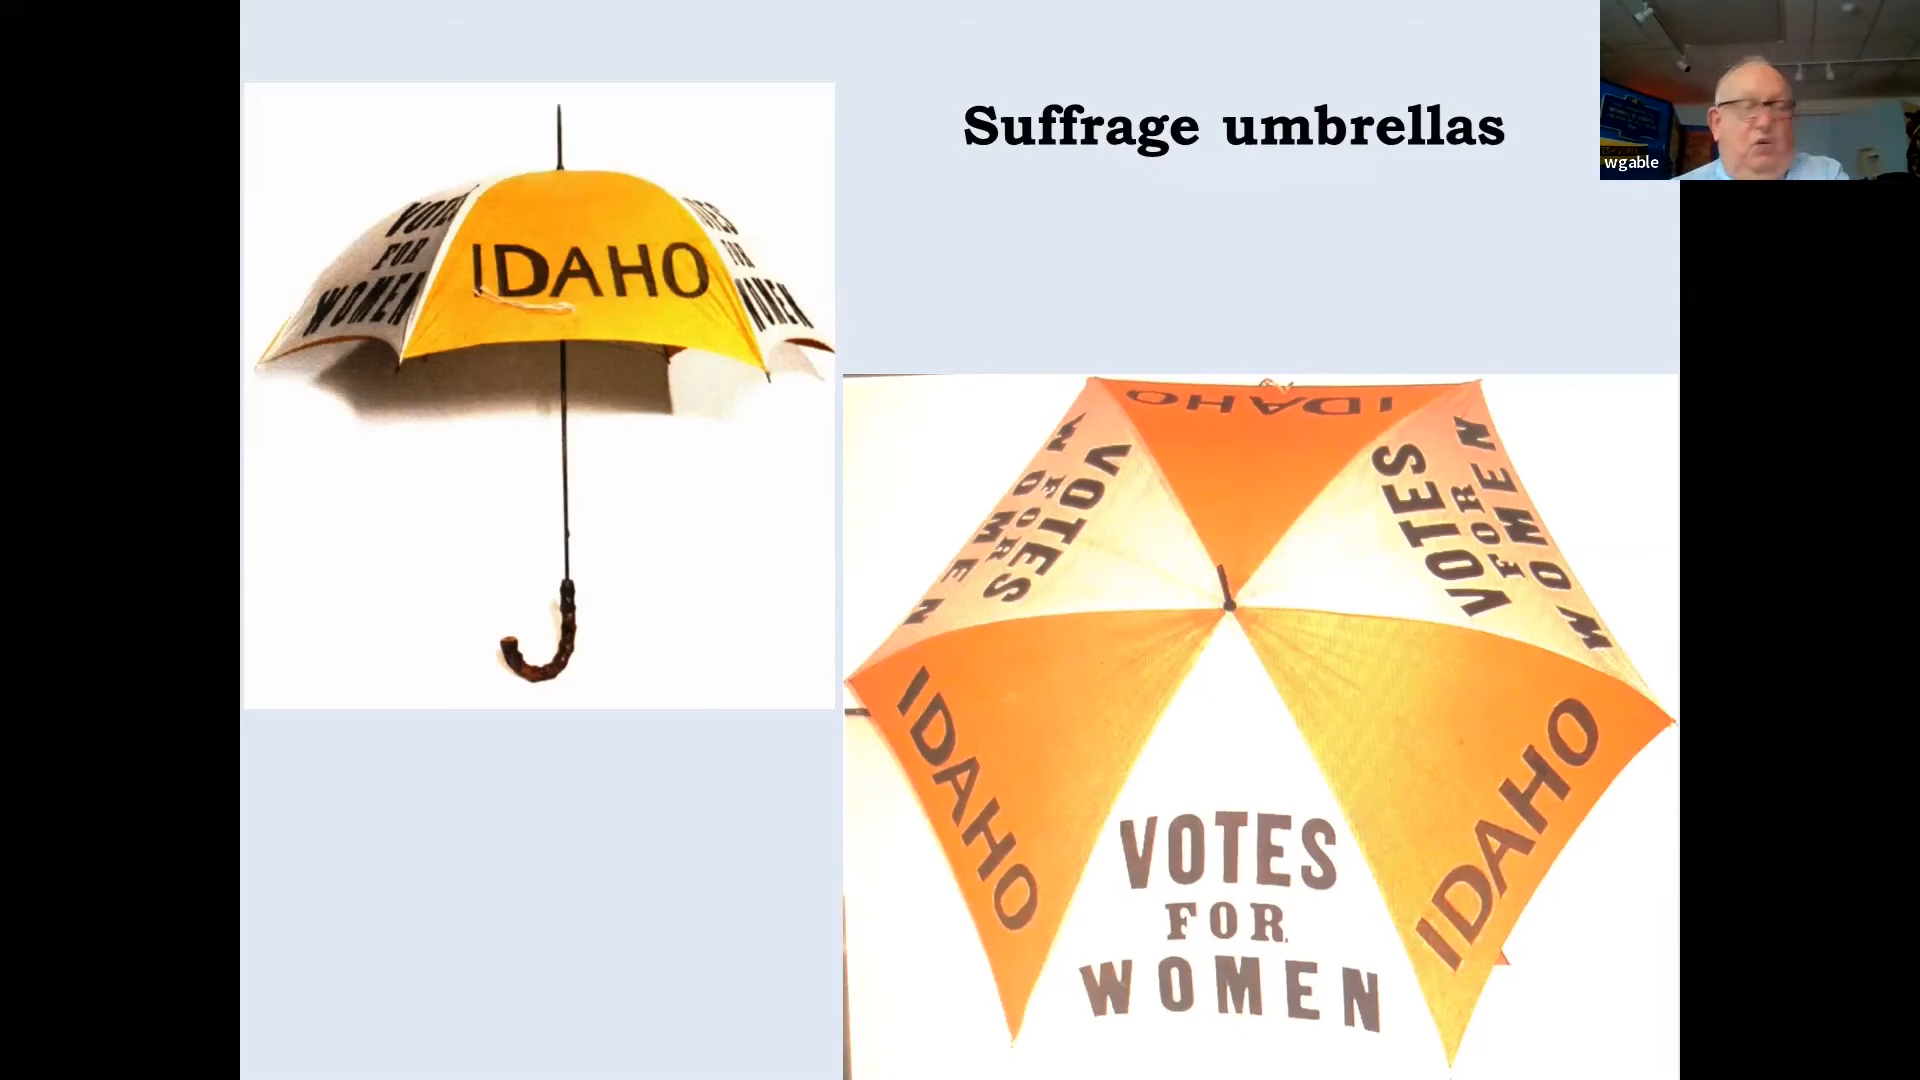 Suffrage umbrellas
wgable
VOTES
FOR
WOMEN
IDAHO
VOTES
FOR
WOMEN
IDAHO
VOTES
FOR
WOMEN
VOTES
FOR
WOMEN
IDAHO
IDAHO
VOTES
FOR
WOMEN